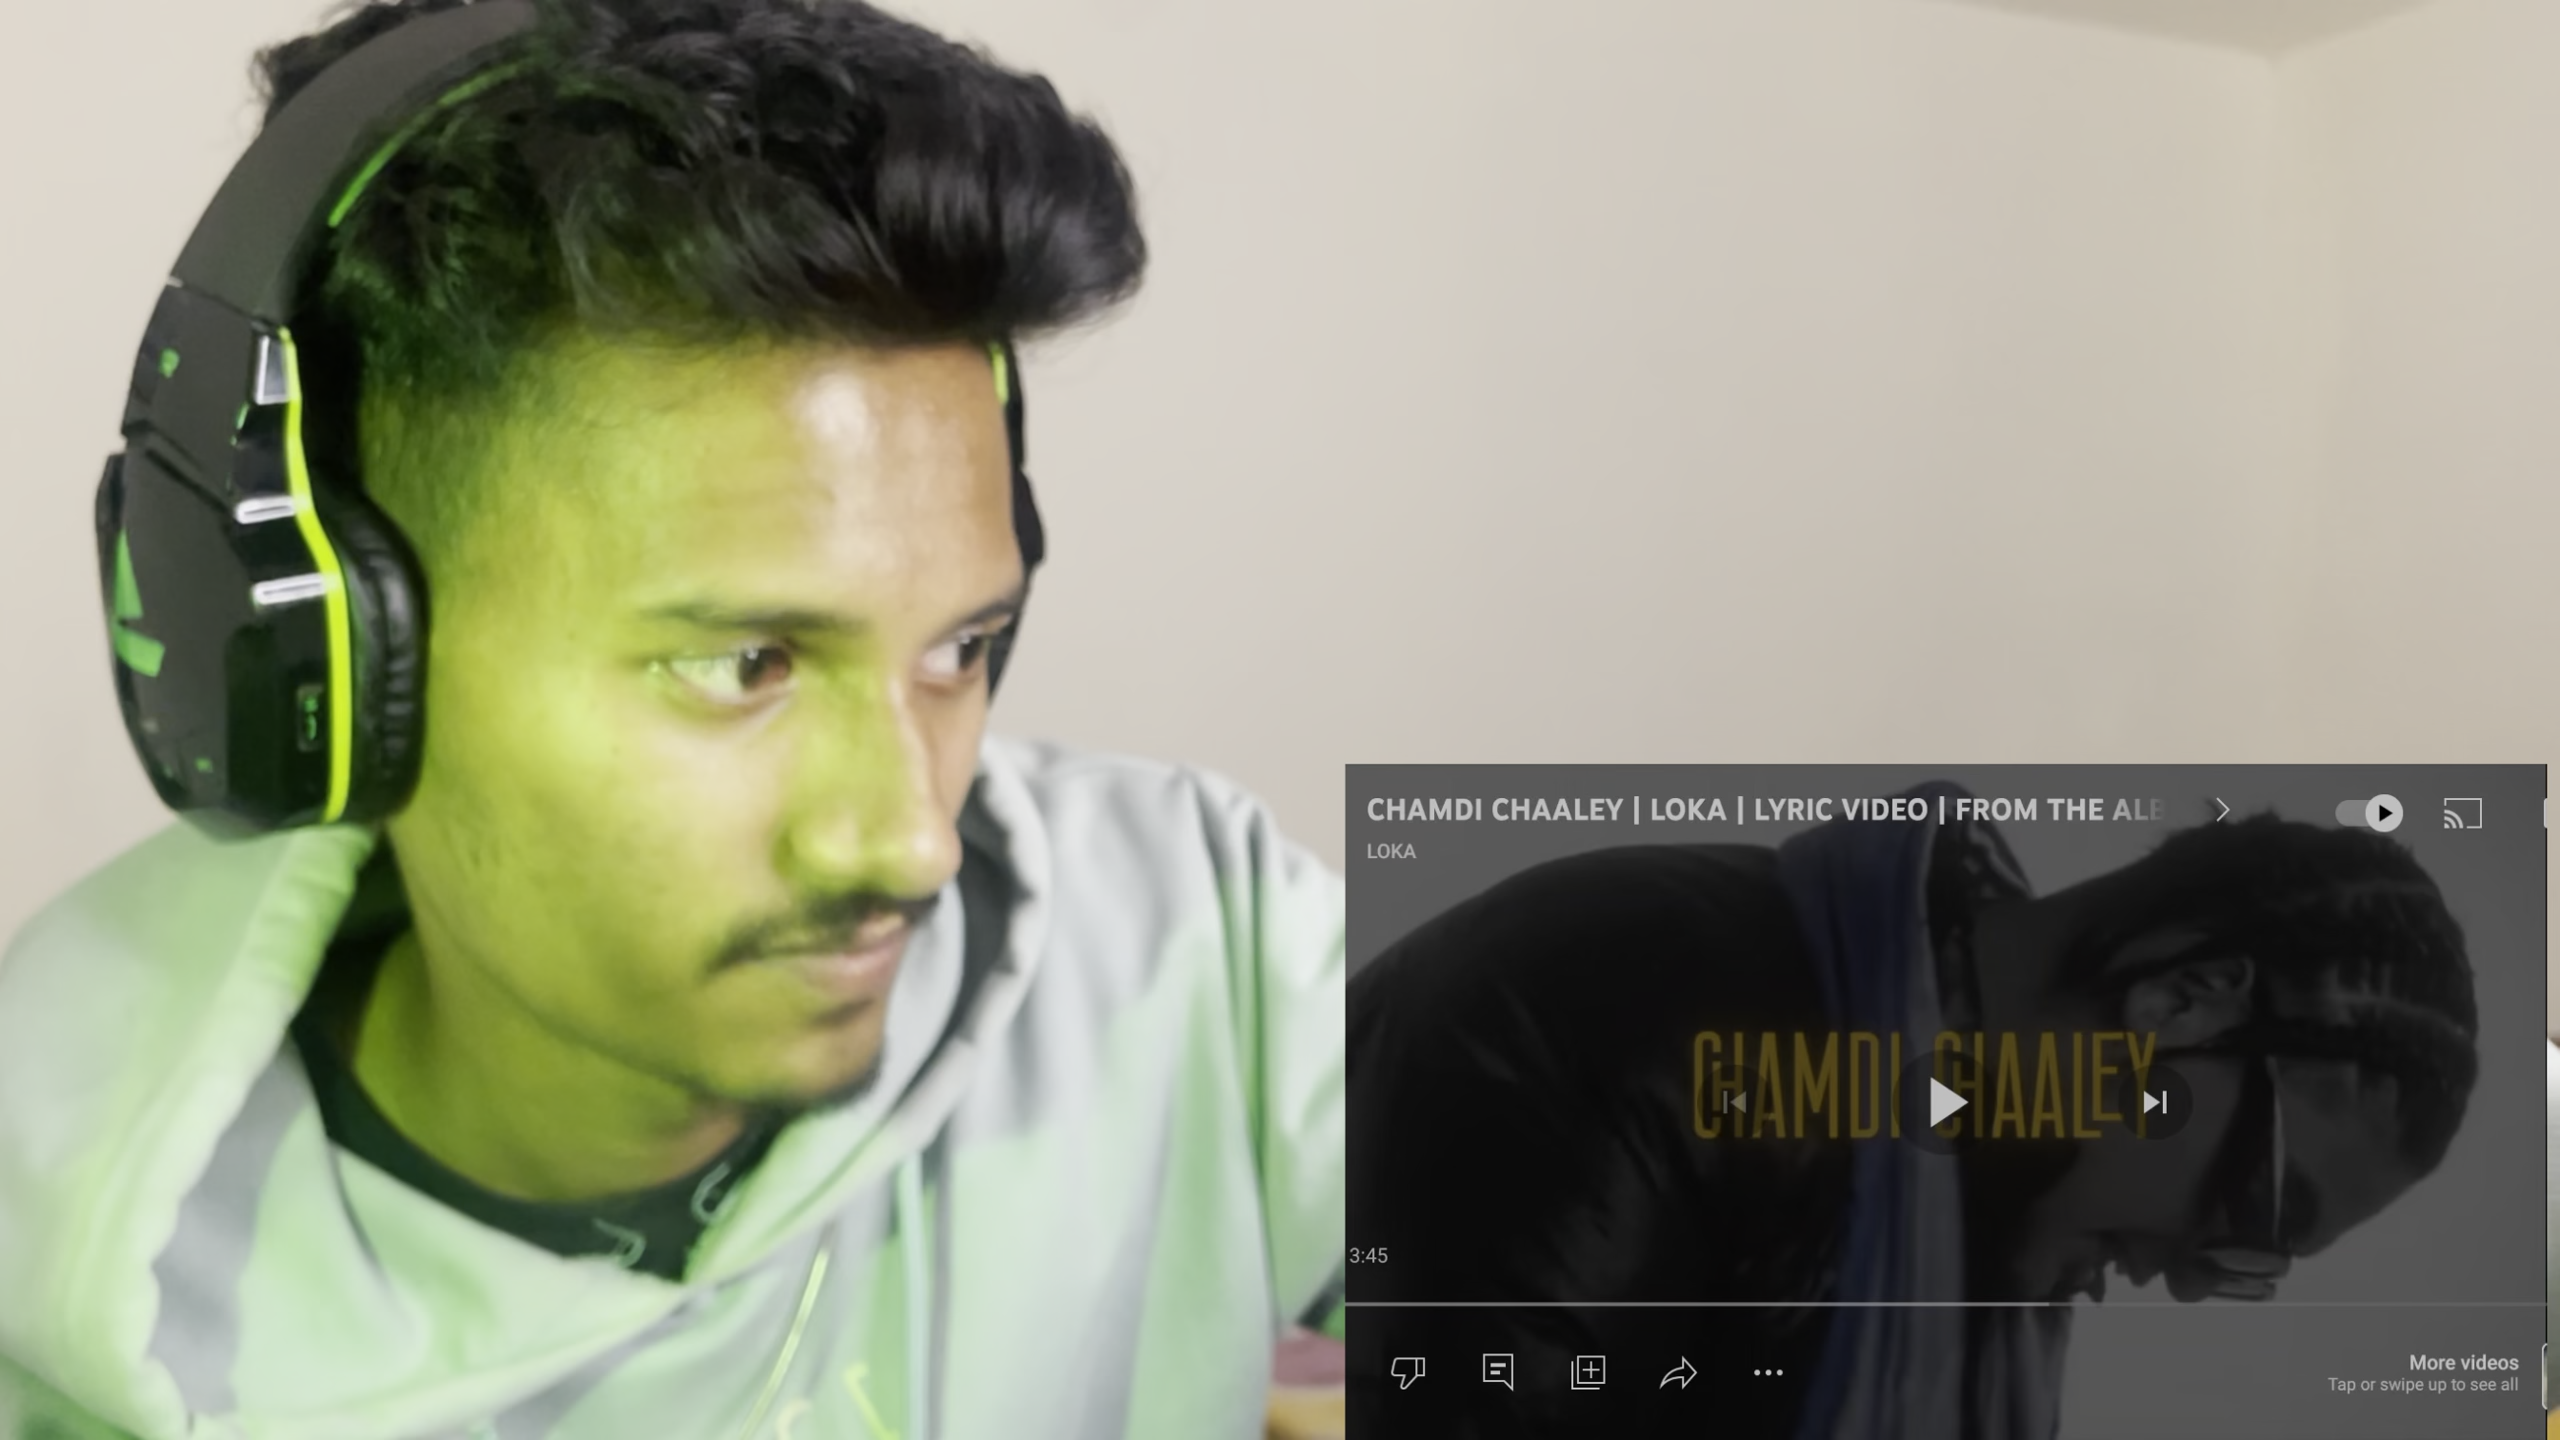 CHAMDI CHAALEY | LOKA | LYRIC VIDEO | FROM THE ALB
LOKA
CHAMDI CHAALEY
3:45
More videos
Tap or swipe up to see all